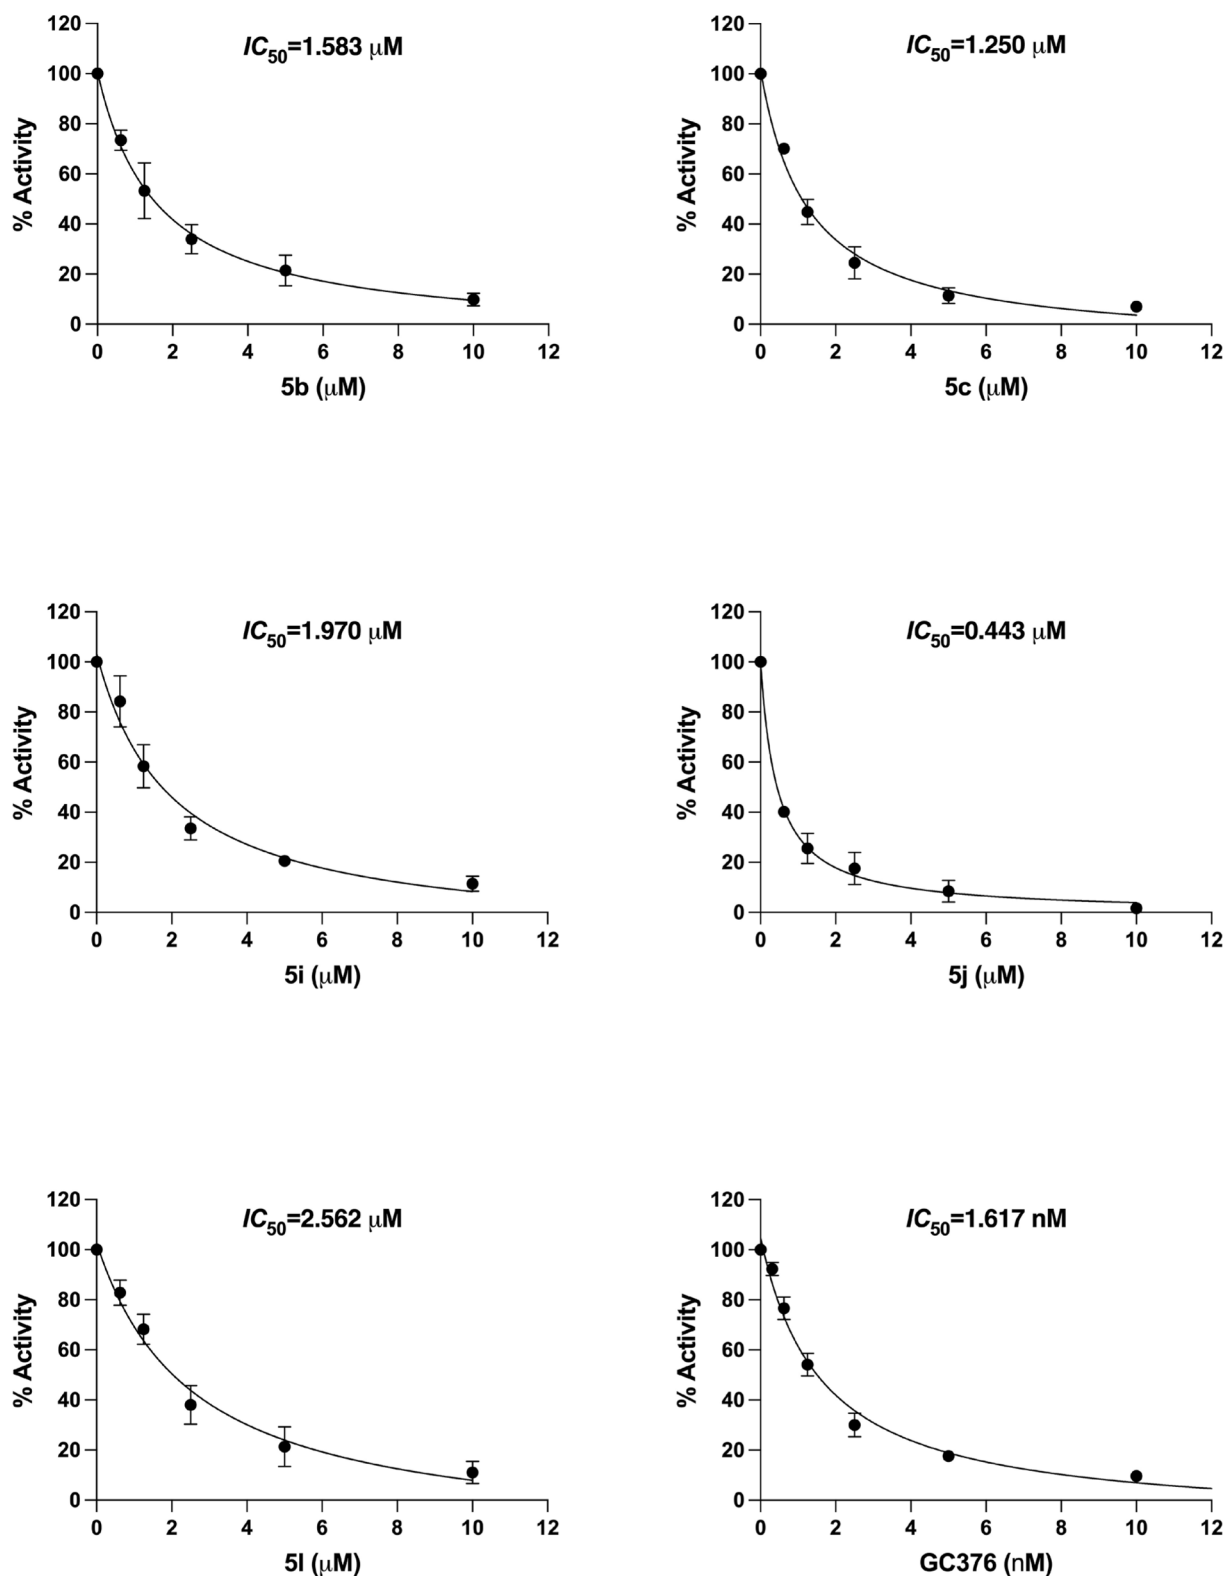 IC50=1.583 μM
120
100
80
60
40
20
0
% Activity
0 2 4 6 8 10 12
5b (μM)
IC50=1.250 μM
120
100
80
60
40
20
0
% Activity
0 2 4 6 8 10 12
5c (μM)
IC50=1.970 μM
120
100
80
60
40
20
0
% Activity
0 2 4 6 8 10 12
5i (μM)
IC50=0.443 μM
120
100
80
60
40
20
0
% Activity
0 2 4 6 8 10 12
5j (μM)
IC50=2.562 μM
120
100
80
60
40
20
0
% Activity
0 2 4 6 8 10 12
5l (μM)
IC50=1.617 nM
120
100
80
60
40
20
0
% Activity
0 2 4 6 8 10 12
GC376 (nM)